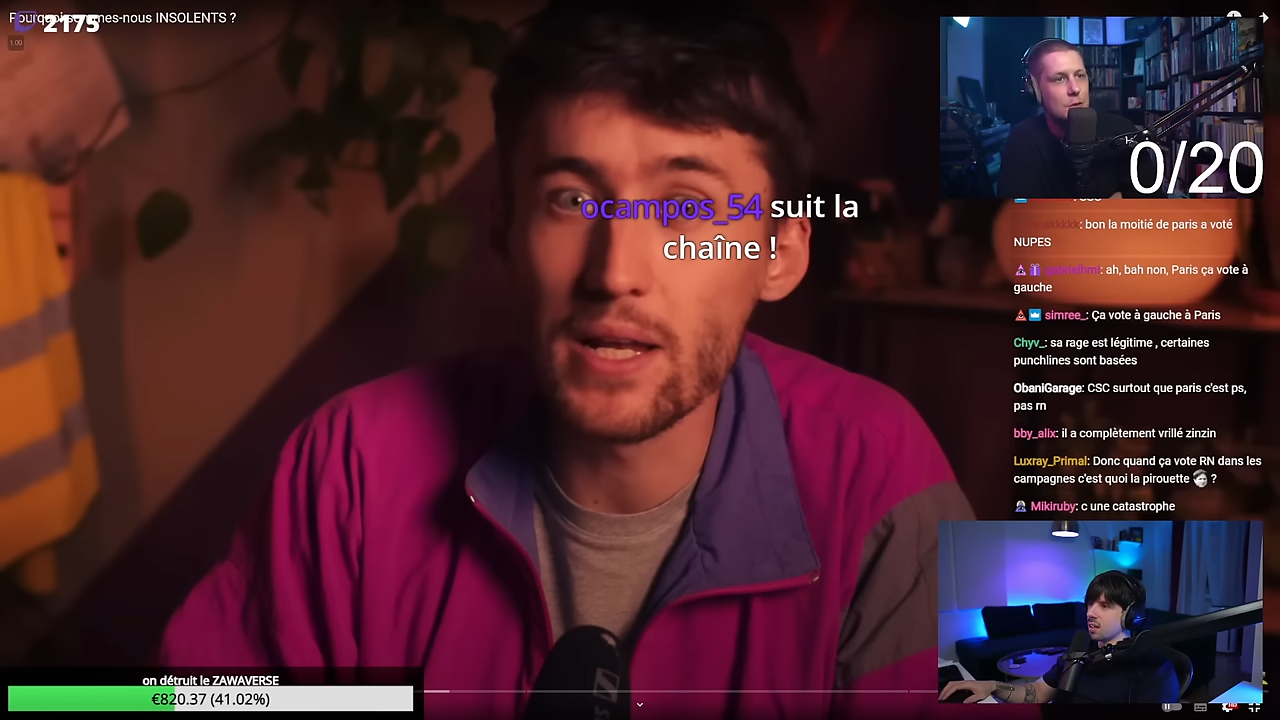 Pourquoi sommes-nous INSOLENTS ?
2175
1.00
0/20
ocampos_54 suit la
chaîne !
: bon la moitié de paris a voté
NUPES
: ah, bah non, Paris ça vote à
gauche
simree_: Ça vote à gauche à Paris
Chyv_: sa rage est légitime , certaines
punchlines sont basées
ObaniGarage: CSC surtout que paris c'est ps,
pas rn
bby_alix: il a complètement vrillé zinzin
Luxray_Primal: Donc quand ça vote RN dans les
campagnes c'est quoi la pirouette ?
Mikiruby: c une catastrophe
on détruit le ZAWAVERSE
€820.37 (41.02%)